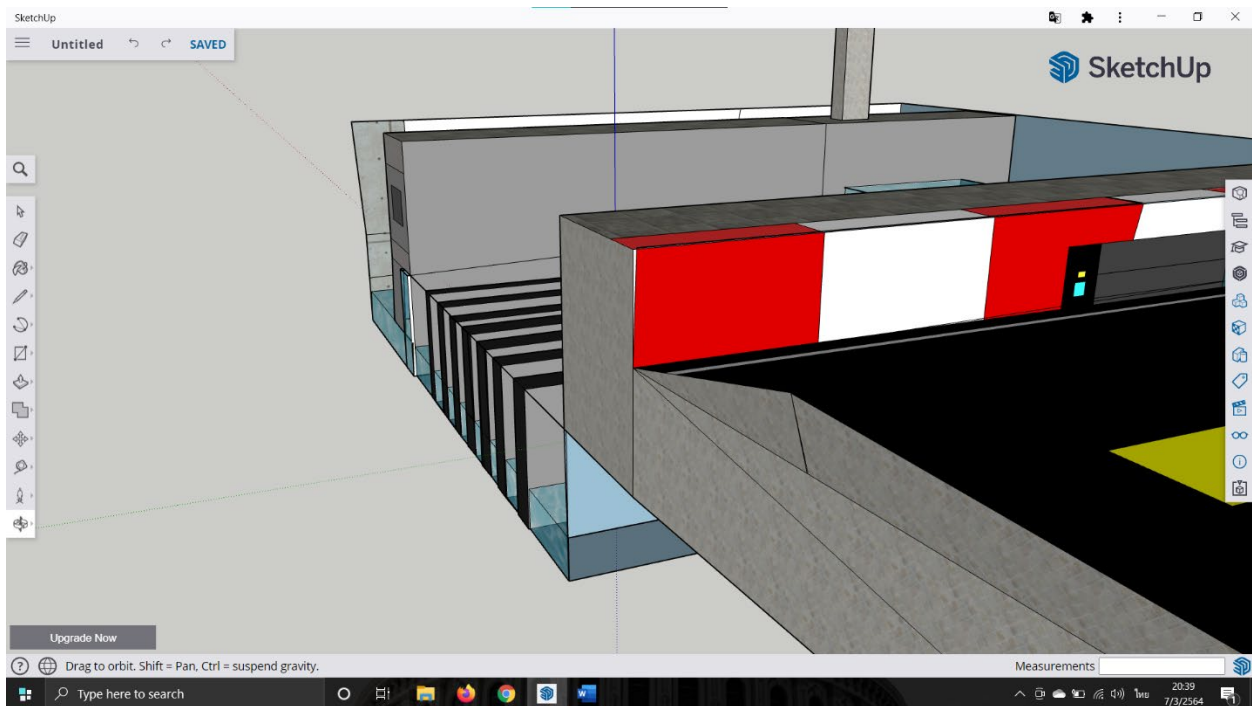 SketchUp
Untitled SAVED
SketchUp
Upgrade Now
Drag to orbit. Shift = Pan, Ctrl = suspend gravity.
Measurements
Type here to search
W
ไทย
20:39
7/3/2564
1